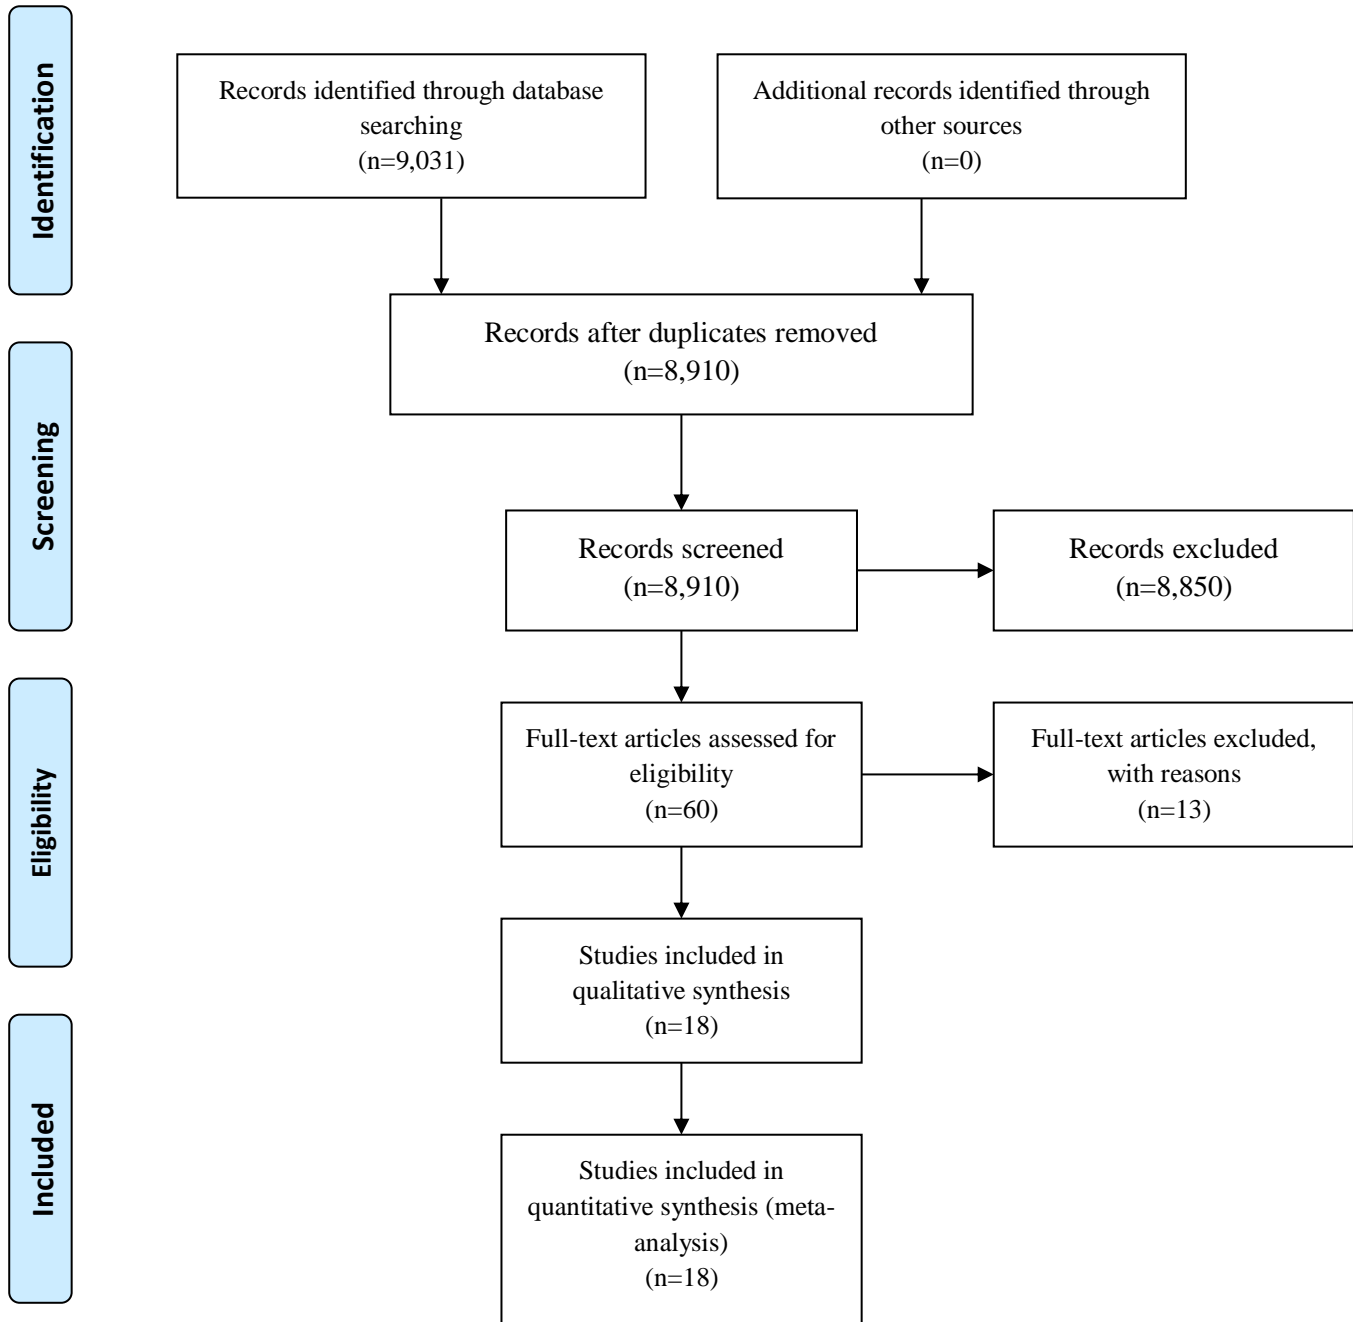 Identification
Records identified through database
searching
(n=9,031)
Additional records identified through
other sources
(n=0)
Records after duplicates removed
(n=8,910)
Screening
Records screened
(n=8,910)
Records excluded
(n=8,850)
Eligibility
Full-text articles assessed for
eligibility
(n=60)
Full-text articles excluded,
with reasons
(n=13)
Studies included in
qualitative synthesis
(n=18)
Included
Studies included in
quantitative synthesis (meta-
analysis)
(n=18)